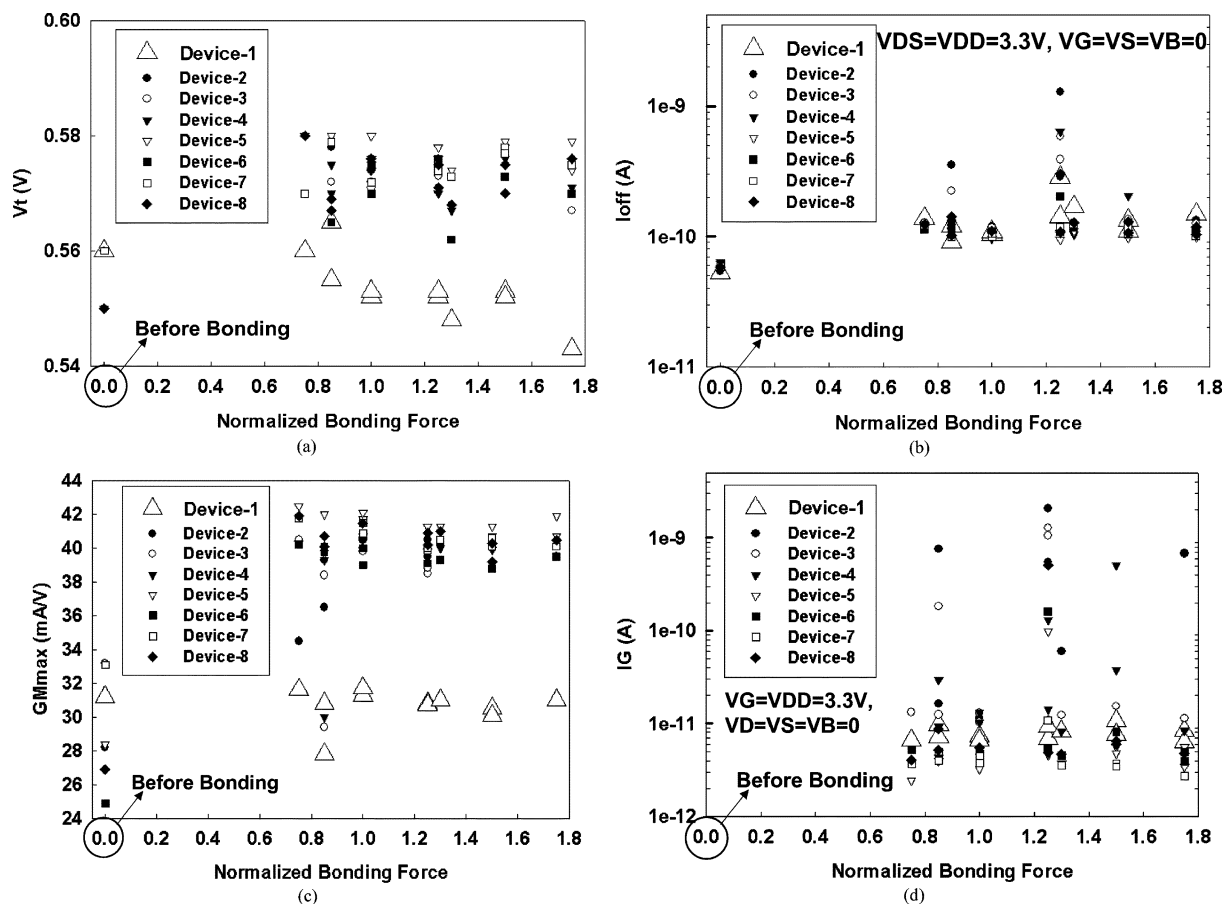 0.60
0.58
0.56
0.54
Vt (V)
Device-1
Device-2
Device-3
Device-4
Device-5
Device-6
Device-7
Device-8
Before Bonding
0.0 0.2 0.4 0.6 0.8 1.0 1.2 1.4 1.6 1.8
Normalized Bonding Force
(a)
VDS=VDD=3.3V, VG=VS=VB=0
1e-9
1e-10
1e-11
Ioff (A)
Device-1
Device-2
Device-3
Device-4
Device-5
Device-6
Device-7
Device-8
Before Bonding
0.0 0.2 0.4 0.6 0.8 1.0 1.2 1.4 1.6 1.8
Normalized Bonding Force
(b)
44
42
40
38
36
34
32
30
28
26
24
GMmax (mA/V)
Device-1
Device-2
Device-3
Device-4
Device-5
Device-6
Device-7
Device-8
Before Bonding
0.0 0.2 0.4 0.6 0.8 1.0 1.2 1.4 1.6 1.8
Normalized Bonding Force
(c)
1e-9
1e-10
1e-11
1e-12
IG (A)
Device-1
Device-2
Device-3
Device-4
Device-5
Device-6
Device-7
Device-8
VG=VDD=3.3V,
VD=VS=VB=0
Before Bonding
0.0 0.2 0.4 0.6 0.8 1.0 1.2 1.4 1.6 1.8
Normalized Bonding Force
(d)